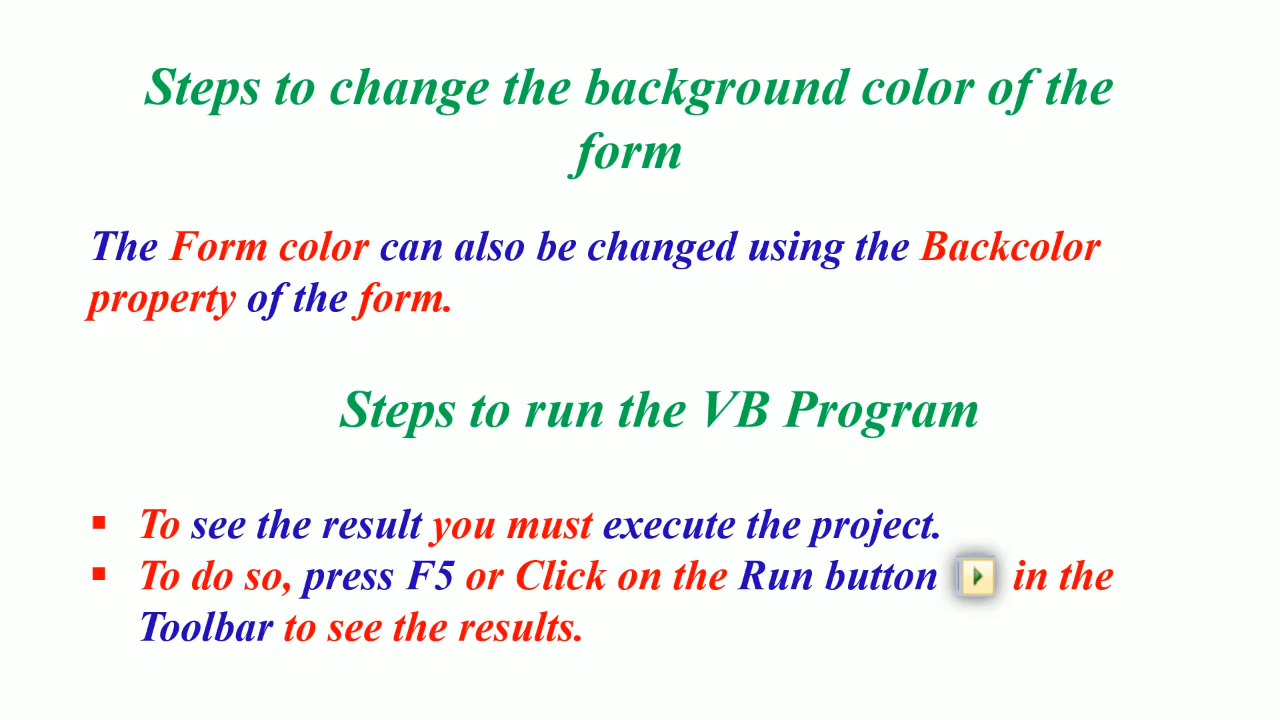 Steps to change the background color of the
form
The Form color can also be changed using the Backcolor
property of the form.
Steps to run the VB Program
▪ To see the result you must execute the project.
▪ To do so, press F5 or Click on the Run button in the
Toolbar to see the results.